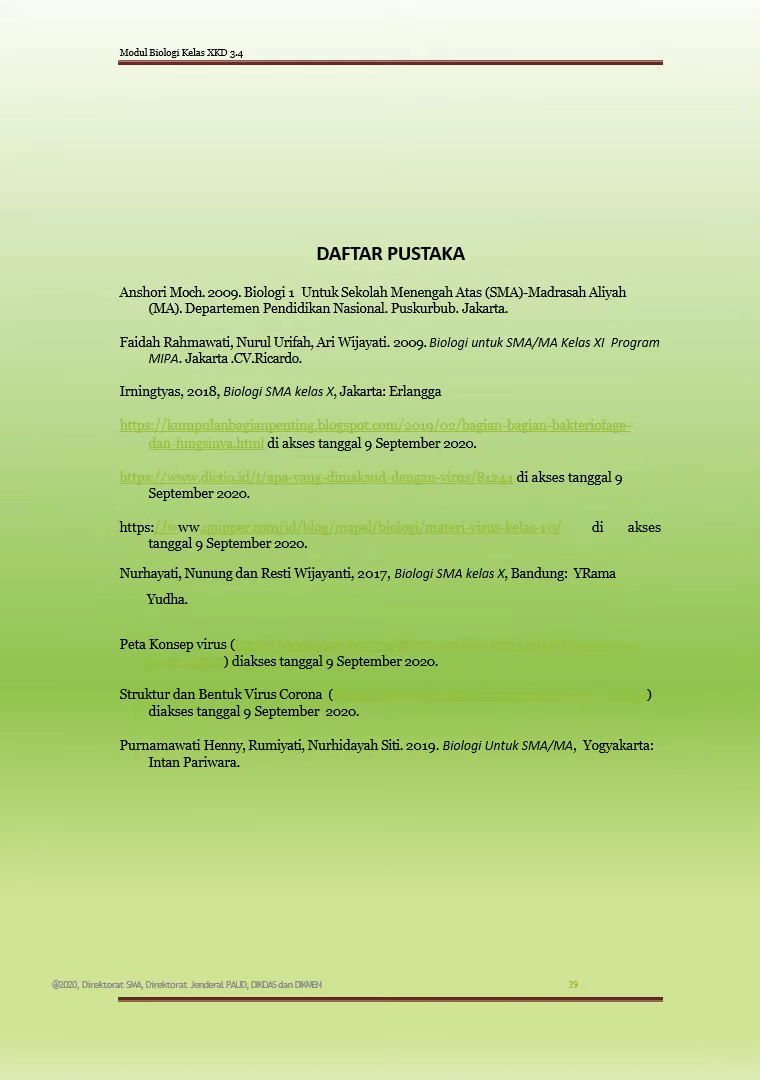 Modul Biologi Kelas XKD 3.4
DAFTAR PUSTAKA
Anshori Moch. 2009. Biologi 1 Untuk Sekolah Menengah Atas (SMA)-Madrasah Aliyah
(MA). Departemen Pendidikan Nasional. Puskurbub. Jakarta.
Faidah Rahmawati, Nurul Urifah, Ari Wijayati. 2009. Biologi untuk SMA/MA Kelas XI Program
MIPA. Jakarta .CV.Ricardo.
Irningtyas, 2018, Biologi SMA kelas X, Jakarta: Erlangga
https://kumpulanbagianpenting.blogspot.com/2019/02/bagian-bagian-bakteriofage-
dan-fungsinya.html di akses tanggal 9 September 2020.
https://www.dictio.id/t/apa-yang-dimaksud-dengan-virus/81244 di akses tanggal 9
September 2020.
https://www.quipper.com/id/blog/mapel/biologi/materi-virus-kelas-10/ di akses
tanggal 9 September 2020.
Nurhayati, Nunung dan Resti Wijayanti, 2017, Biologi SMA kelas X, Bandung: YRama
Yudha.
Peta Konsep virus (
) diakses tanggal 9 September 2020.
Struktur dan Bentuk Virus Corona ( )
diakses tanggal 9 September 2020.
Purnamawati Henny, Rumiyati, Nurhidayah Siti. 2019. Biologi Untuk SMA/MA, Yogyakarta:
Intan Pariwara.
@2020, Direktorat SMA, Direktorat Jenderal PAUD, DIKDAS dan DIKMEN 39